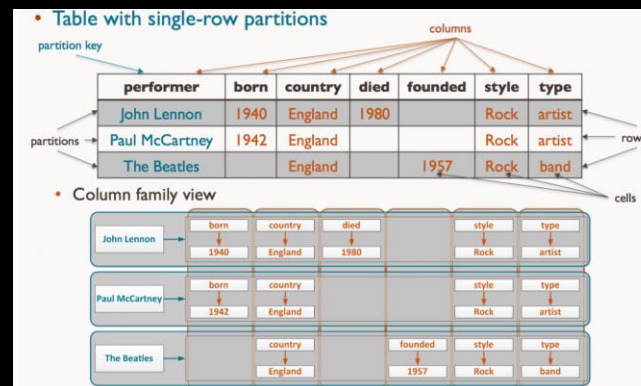 • Table with single-row partitions
partition key
columns
performer born country died founded style type
John Lennon 1940 England 1980 Rock artist
partitions Paul McCartney 1942 England Rock artist row
The Beatles England 1957 Rock band
cells
• Column family view
born country died style type
John Lennon
1940 England 1980 Rock artist
born country style type
Paul McCartney
1942 England Rock artist
country founded style type
The Beatles
England 1957 Rock band